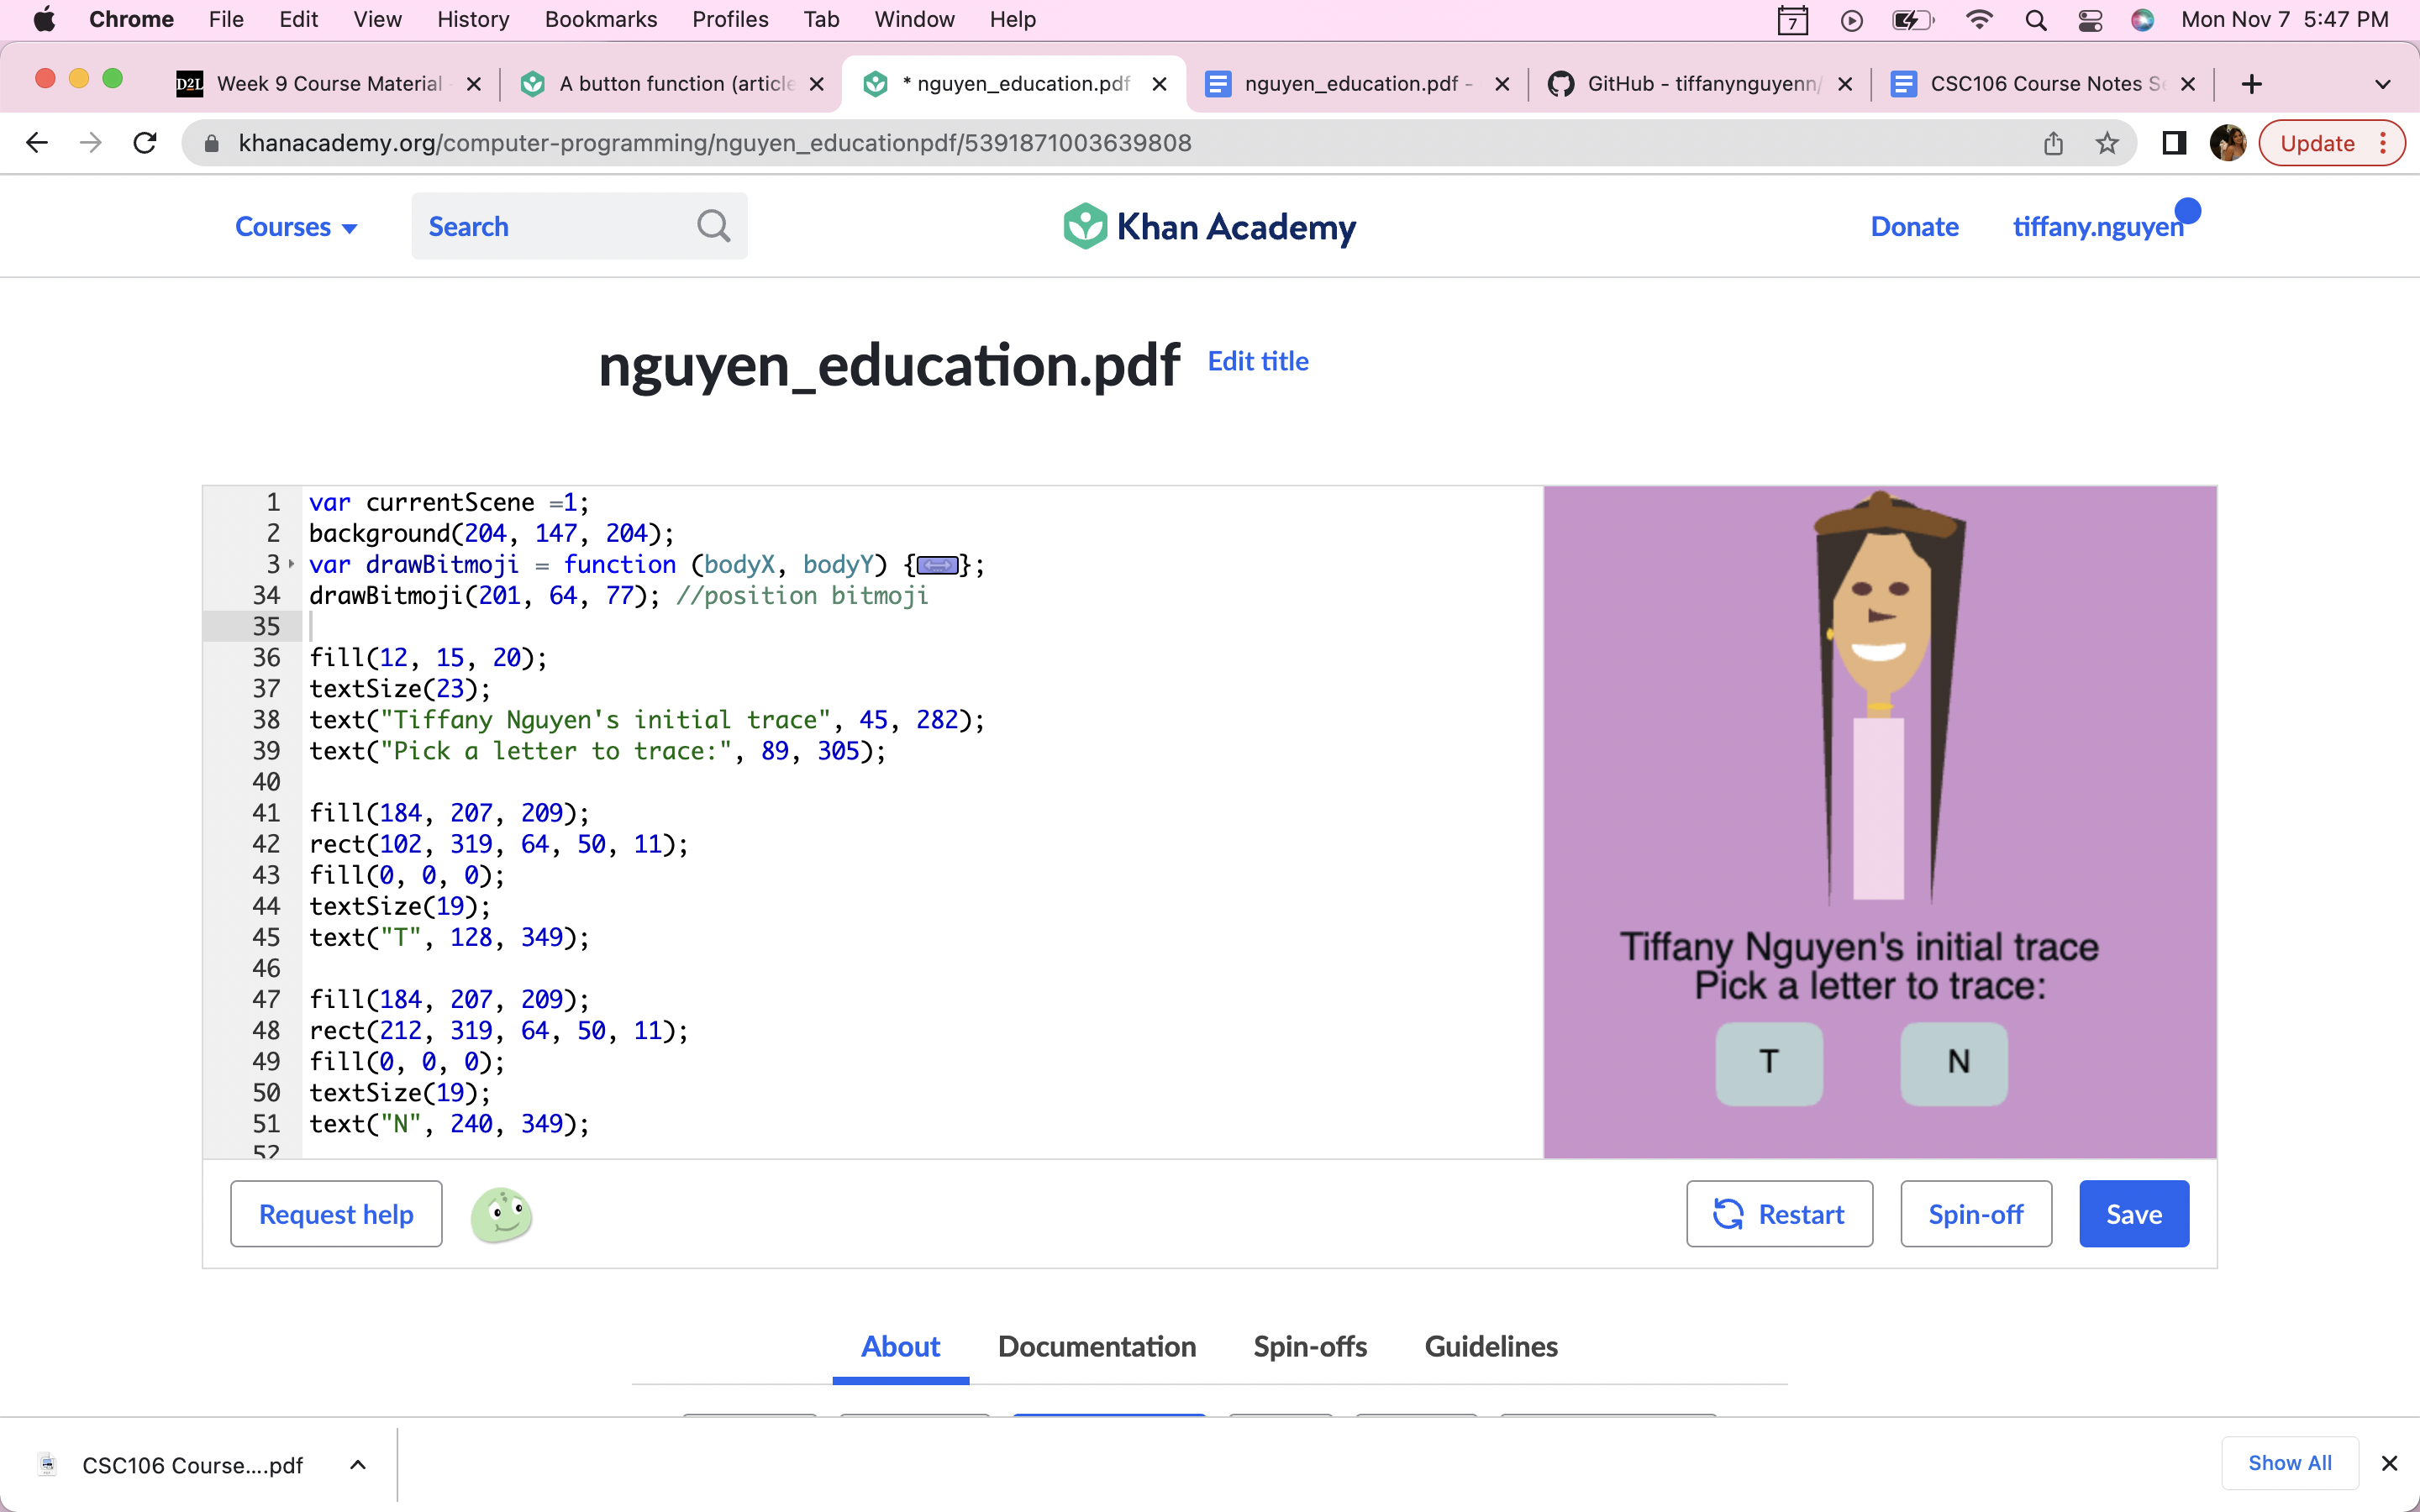 Chrome File Edit View History Bookmarks Profiles Tab Window Help 7 Mon Nov 7 5:47 PM
D2L Week 9 Course Material A button function (article * nguyen_education.pdf nguyen_education.pdf - GitHub - tiffanynguyenn/ CSC106 Course Notes
khanacademy.org/computer-programming/nguyen_educationpdf/5391871003639808 Update
Courses Search Khan Academy Donate tiffany.nguyen
nguyen_education.pdf Edit title
1 var currentScene =1;
2 background(204, 147, 204);
3 var drawBitmoji = function (bodyX, bodyY) {};
34 drawBitmoji(201, 64, 77); //position bitmoji
35
36 fill(12, 15, 20);
37 textSize(23);
38 text("Tiffany Nguyen's initial trace", 45, 282);
39 text("Pick a letter to trace:", 89, 305);
40
41 fill(184, 207, 209);
42 rect(102, 319, 64, 50, 11);
43 fill(0, 0, 0);
44 textSize(19);
45 text("T", 128, 349);
46
47 fill(184, 207, 209);
48 rect(212, 319, 64, 50, 11);
49 fill(0, 0, 0);
50 textSize(19);
51 text("N", 240, 349);
52
Tiffany Nguyen's initial trace
Pick a letter to trace:
T N
Request help Restart Spin-off Save
About Documentation Spin-offs Guidelines
CSC106 Course....pdf Show All